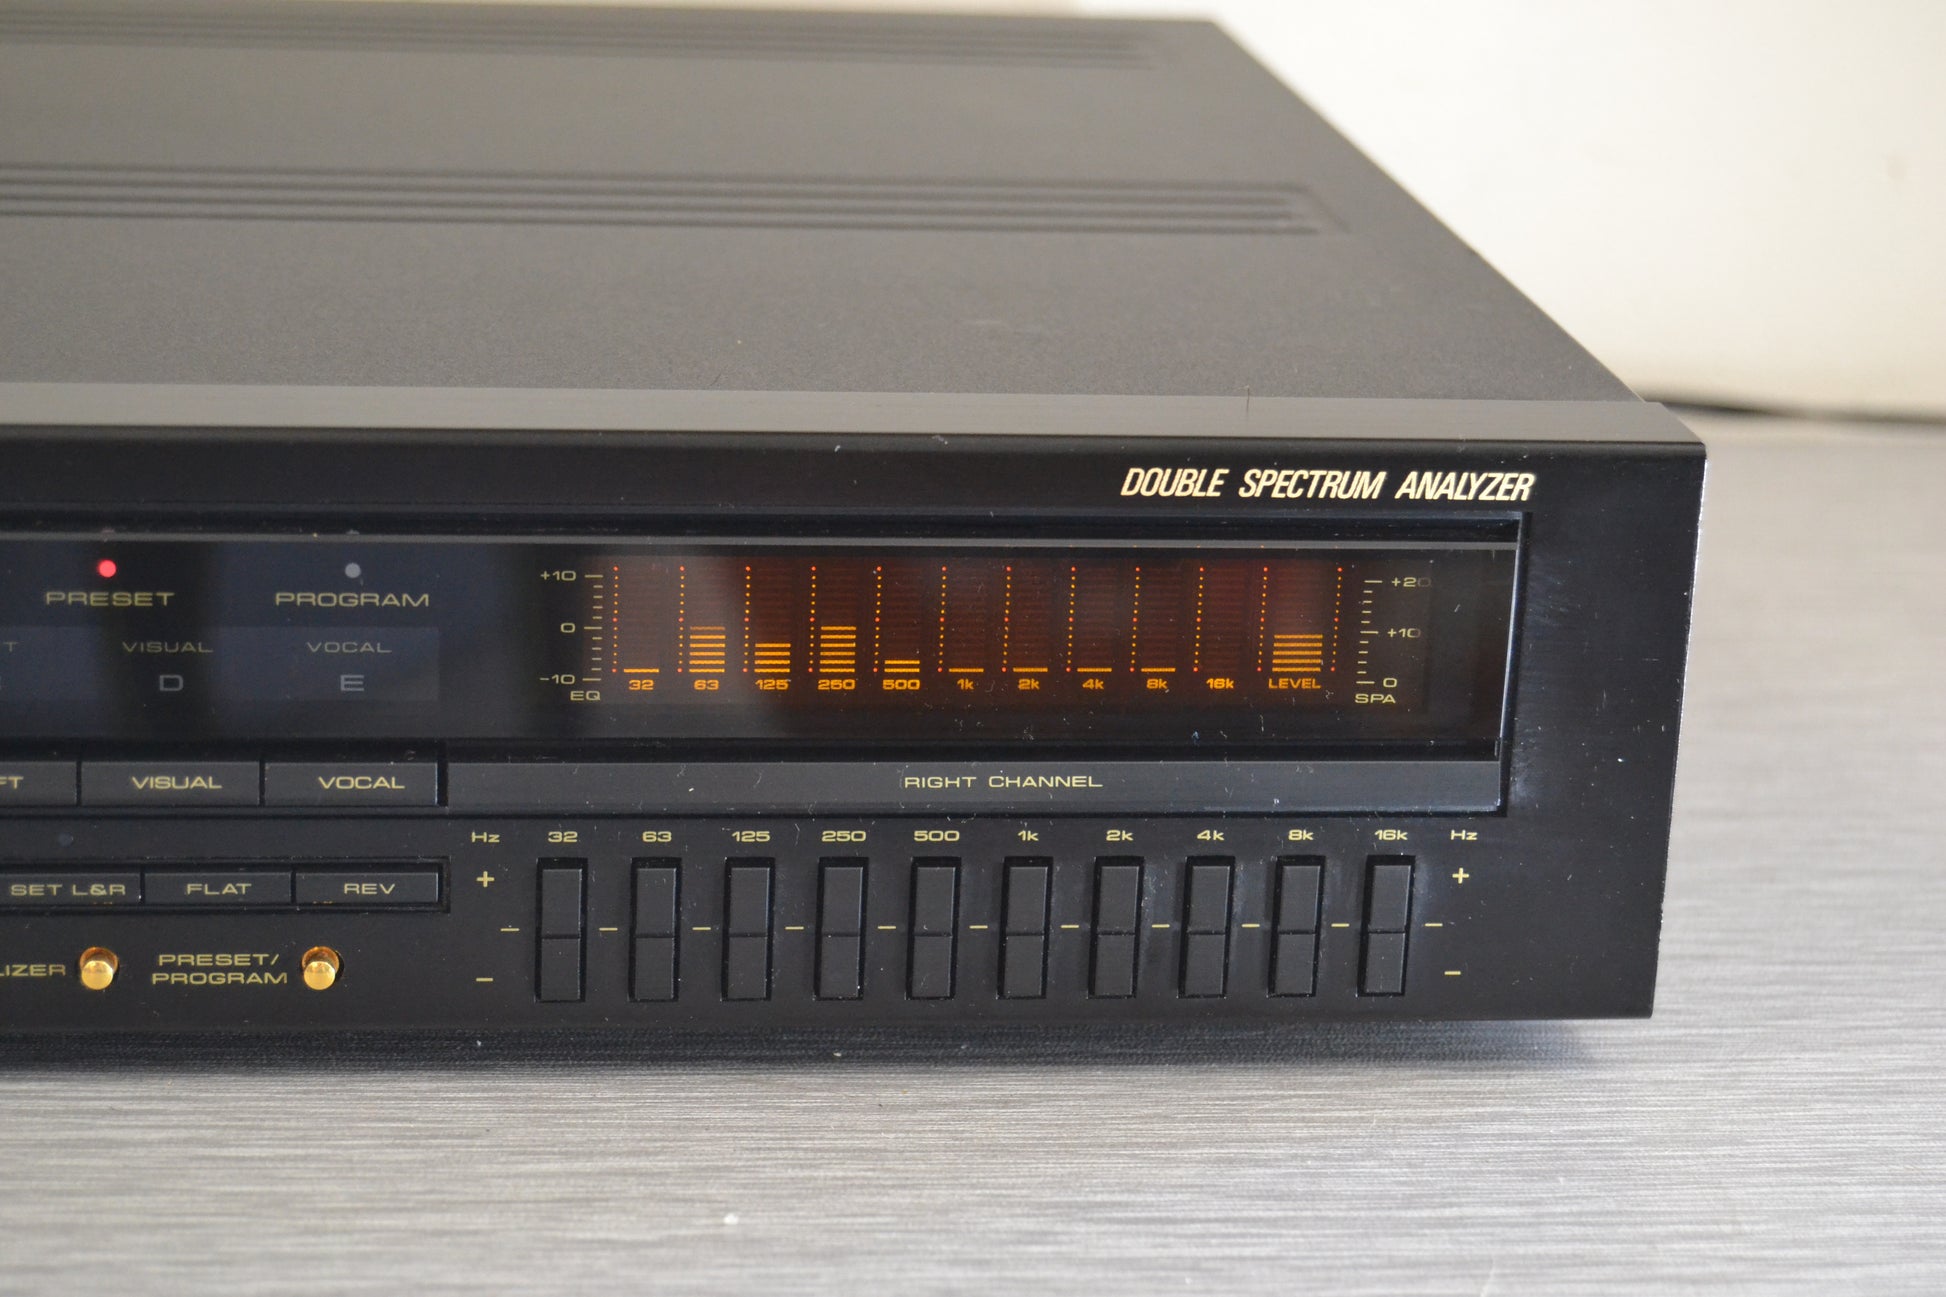 DOUBLE SPECTRUM ANALYZER
PRESET PROGRAM
T VISUAL VOCAL
D E
+10 +20
0 +10
-10 32 63 125 250 500 1k 2k 4k 8k 16k LEVEL 0
EQ SPA
FT VISUAL VOCAL RIGHT CHANNEL
Hz 32 63 125 250 500 1k 2k 4k 8k 16k Hz
+ +
SET L&R FLAT REV
- -
LIZER PRESET/
PROGRAM